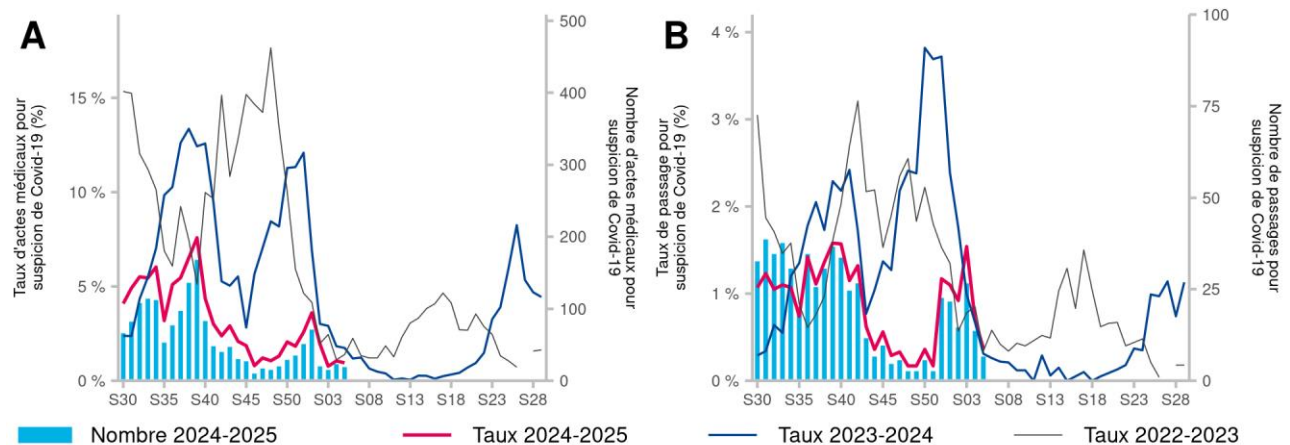 A
Taux d'actes médicaux pour
suspicion de Covid-19 (%)
15 %
10 %
5 %
0 %
500
400
300
200
100
0
Nombre d'actes médicaux pour
suspicion de Covid-19
S30 S35 S40 S45 S50 S03 S08 S13 S18 S23 S28
B
Taux de passage pour
suspicion de Covid-19 (%)
4 %
3 %
2 %
1 %
0 %
100
75
50
25
0
Nombre de passages pour
suspicion de Covid-19
S30 S35 S40 S45 S50 S03 S08 S13 S18 S23 S28
Nombre 2024-2025 Taux 2024-2025 Taux 2023-2024 Taux 2022-2023